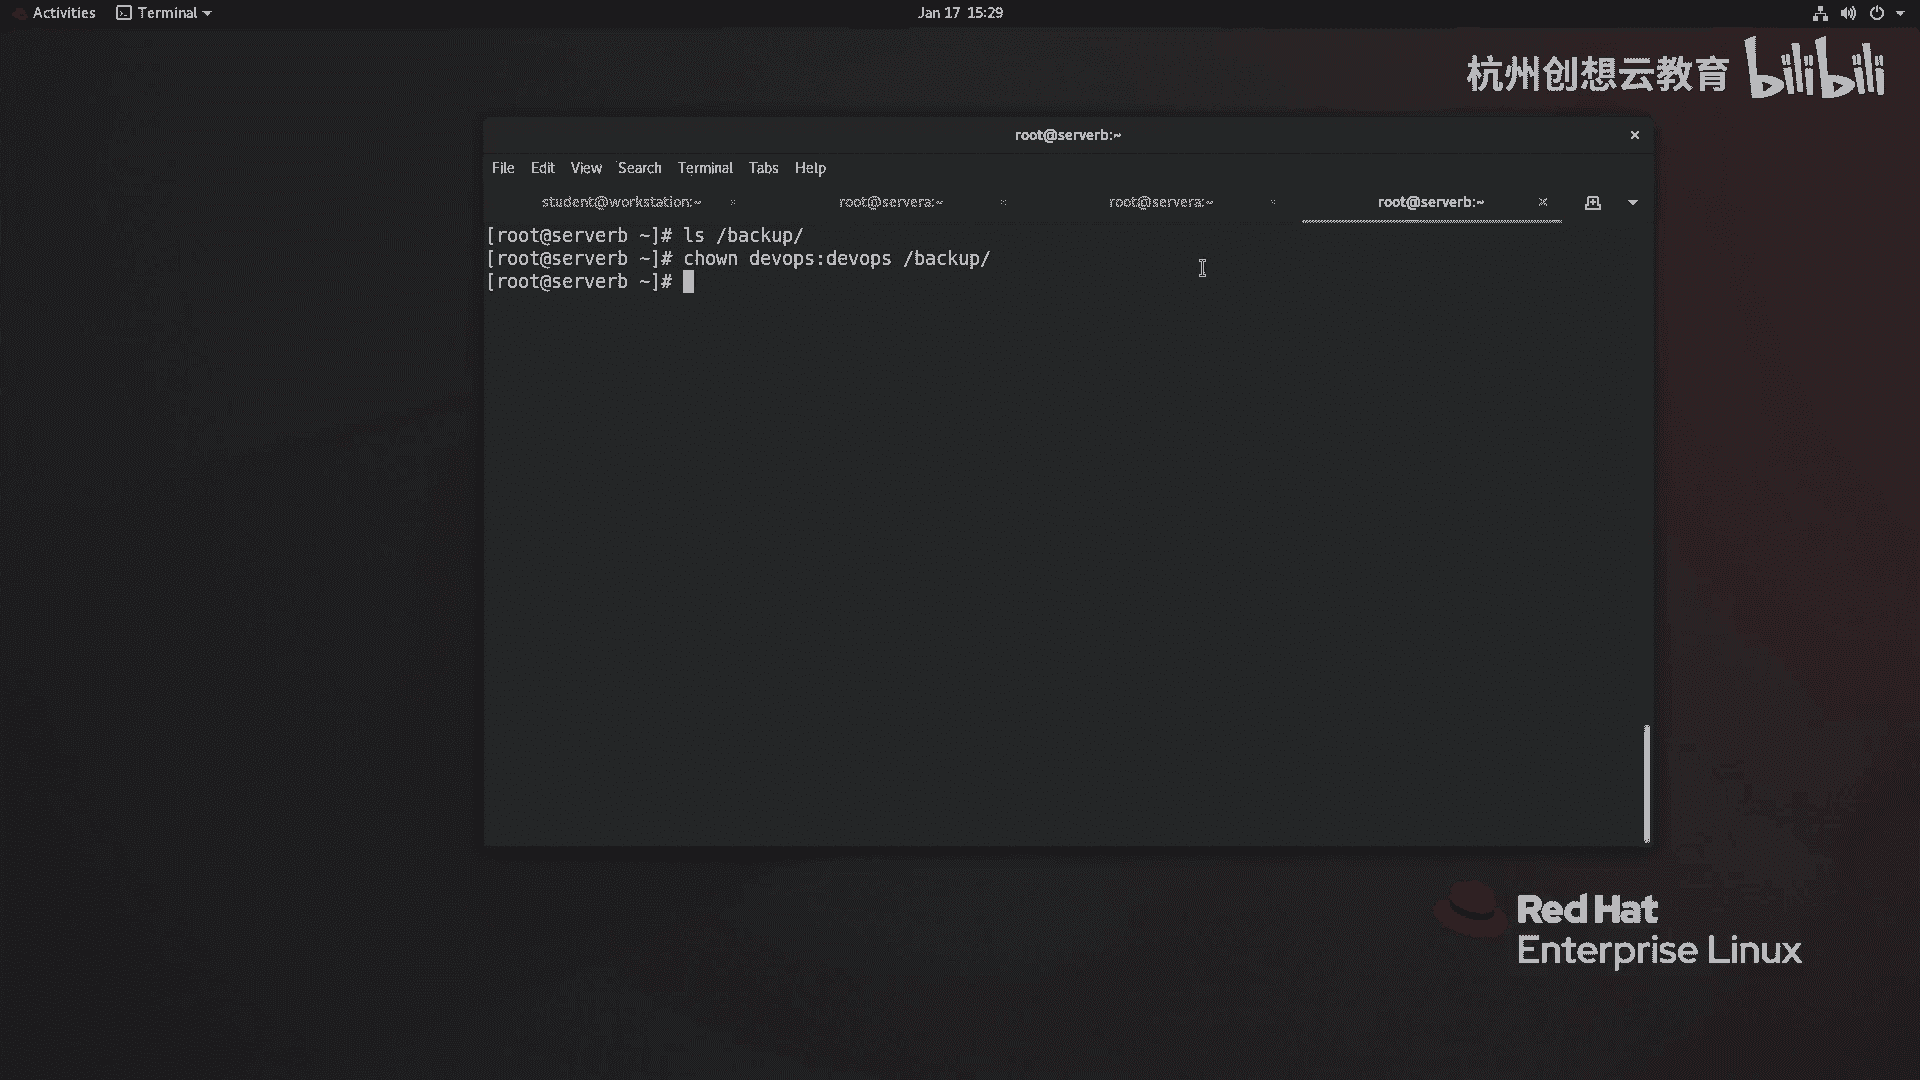 Activities Terminal Jan 17 15:29
杭州创想云教育 bilibili
root@serverb:~
File Edit View Search Terminal Tabs Help
student@workstation:~ root@servera:~ root@servera:~ root@serverb:~
[root@serverb ~]# ls /backup/
[root@serverb ~]# chown devops:devops /backup/
[root@serverb ~]#
Red Hat
Enterprise Linux